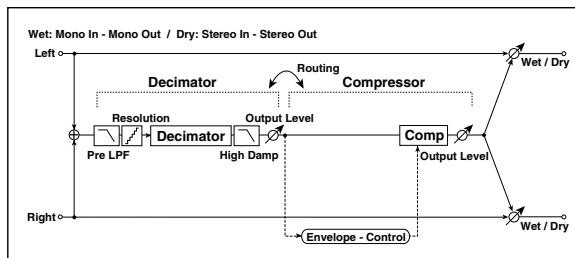 Wet: Mono In - Mono Out / Dry: Stereo In - Stereo Out
Left
Wet / Dry
Routing
Decimator
Compressor
Resolution
Output Level
Decimator
Comp
Pre LPF
High Damp
Output Level
Right
Wet / Dry
Envelope - Control